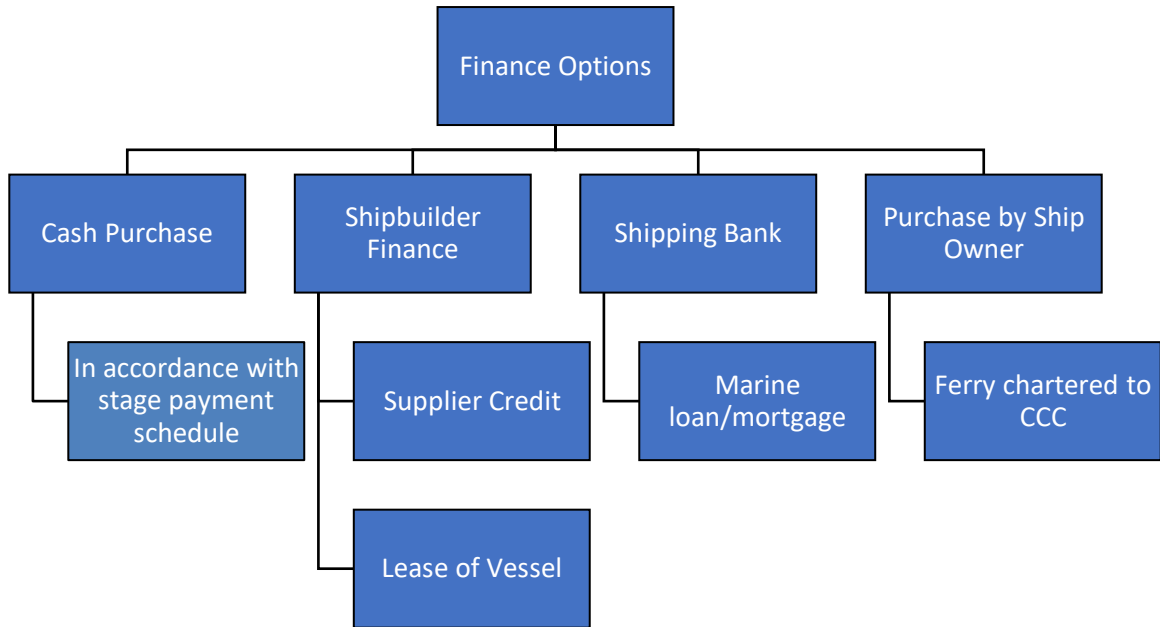 Finance Options
Cash Purchase
Shipbuilder
Finance
Shipping Bank
Purchase by Ship
Owner
In accordance with
stage payment
schedule
Supplier Credit
Marine
loan/mortgage
Ferry chartered to
CCC
Lease of Vessel